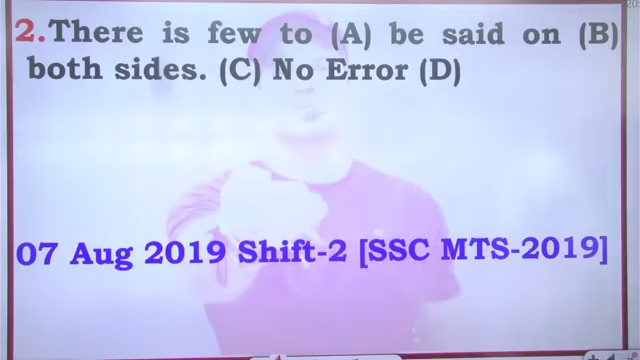 2.There is few to (A) be said on (B)
both sides. (C) No Error (D)
07 Aug 2019 Shift-2 [SSC MTS-2019]